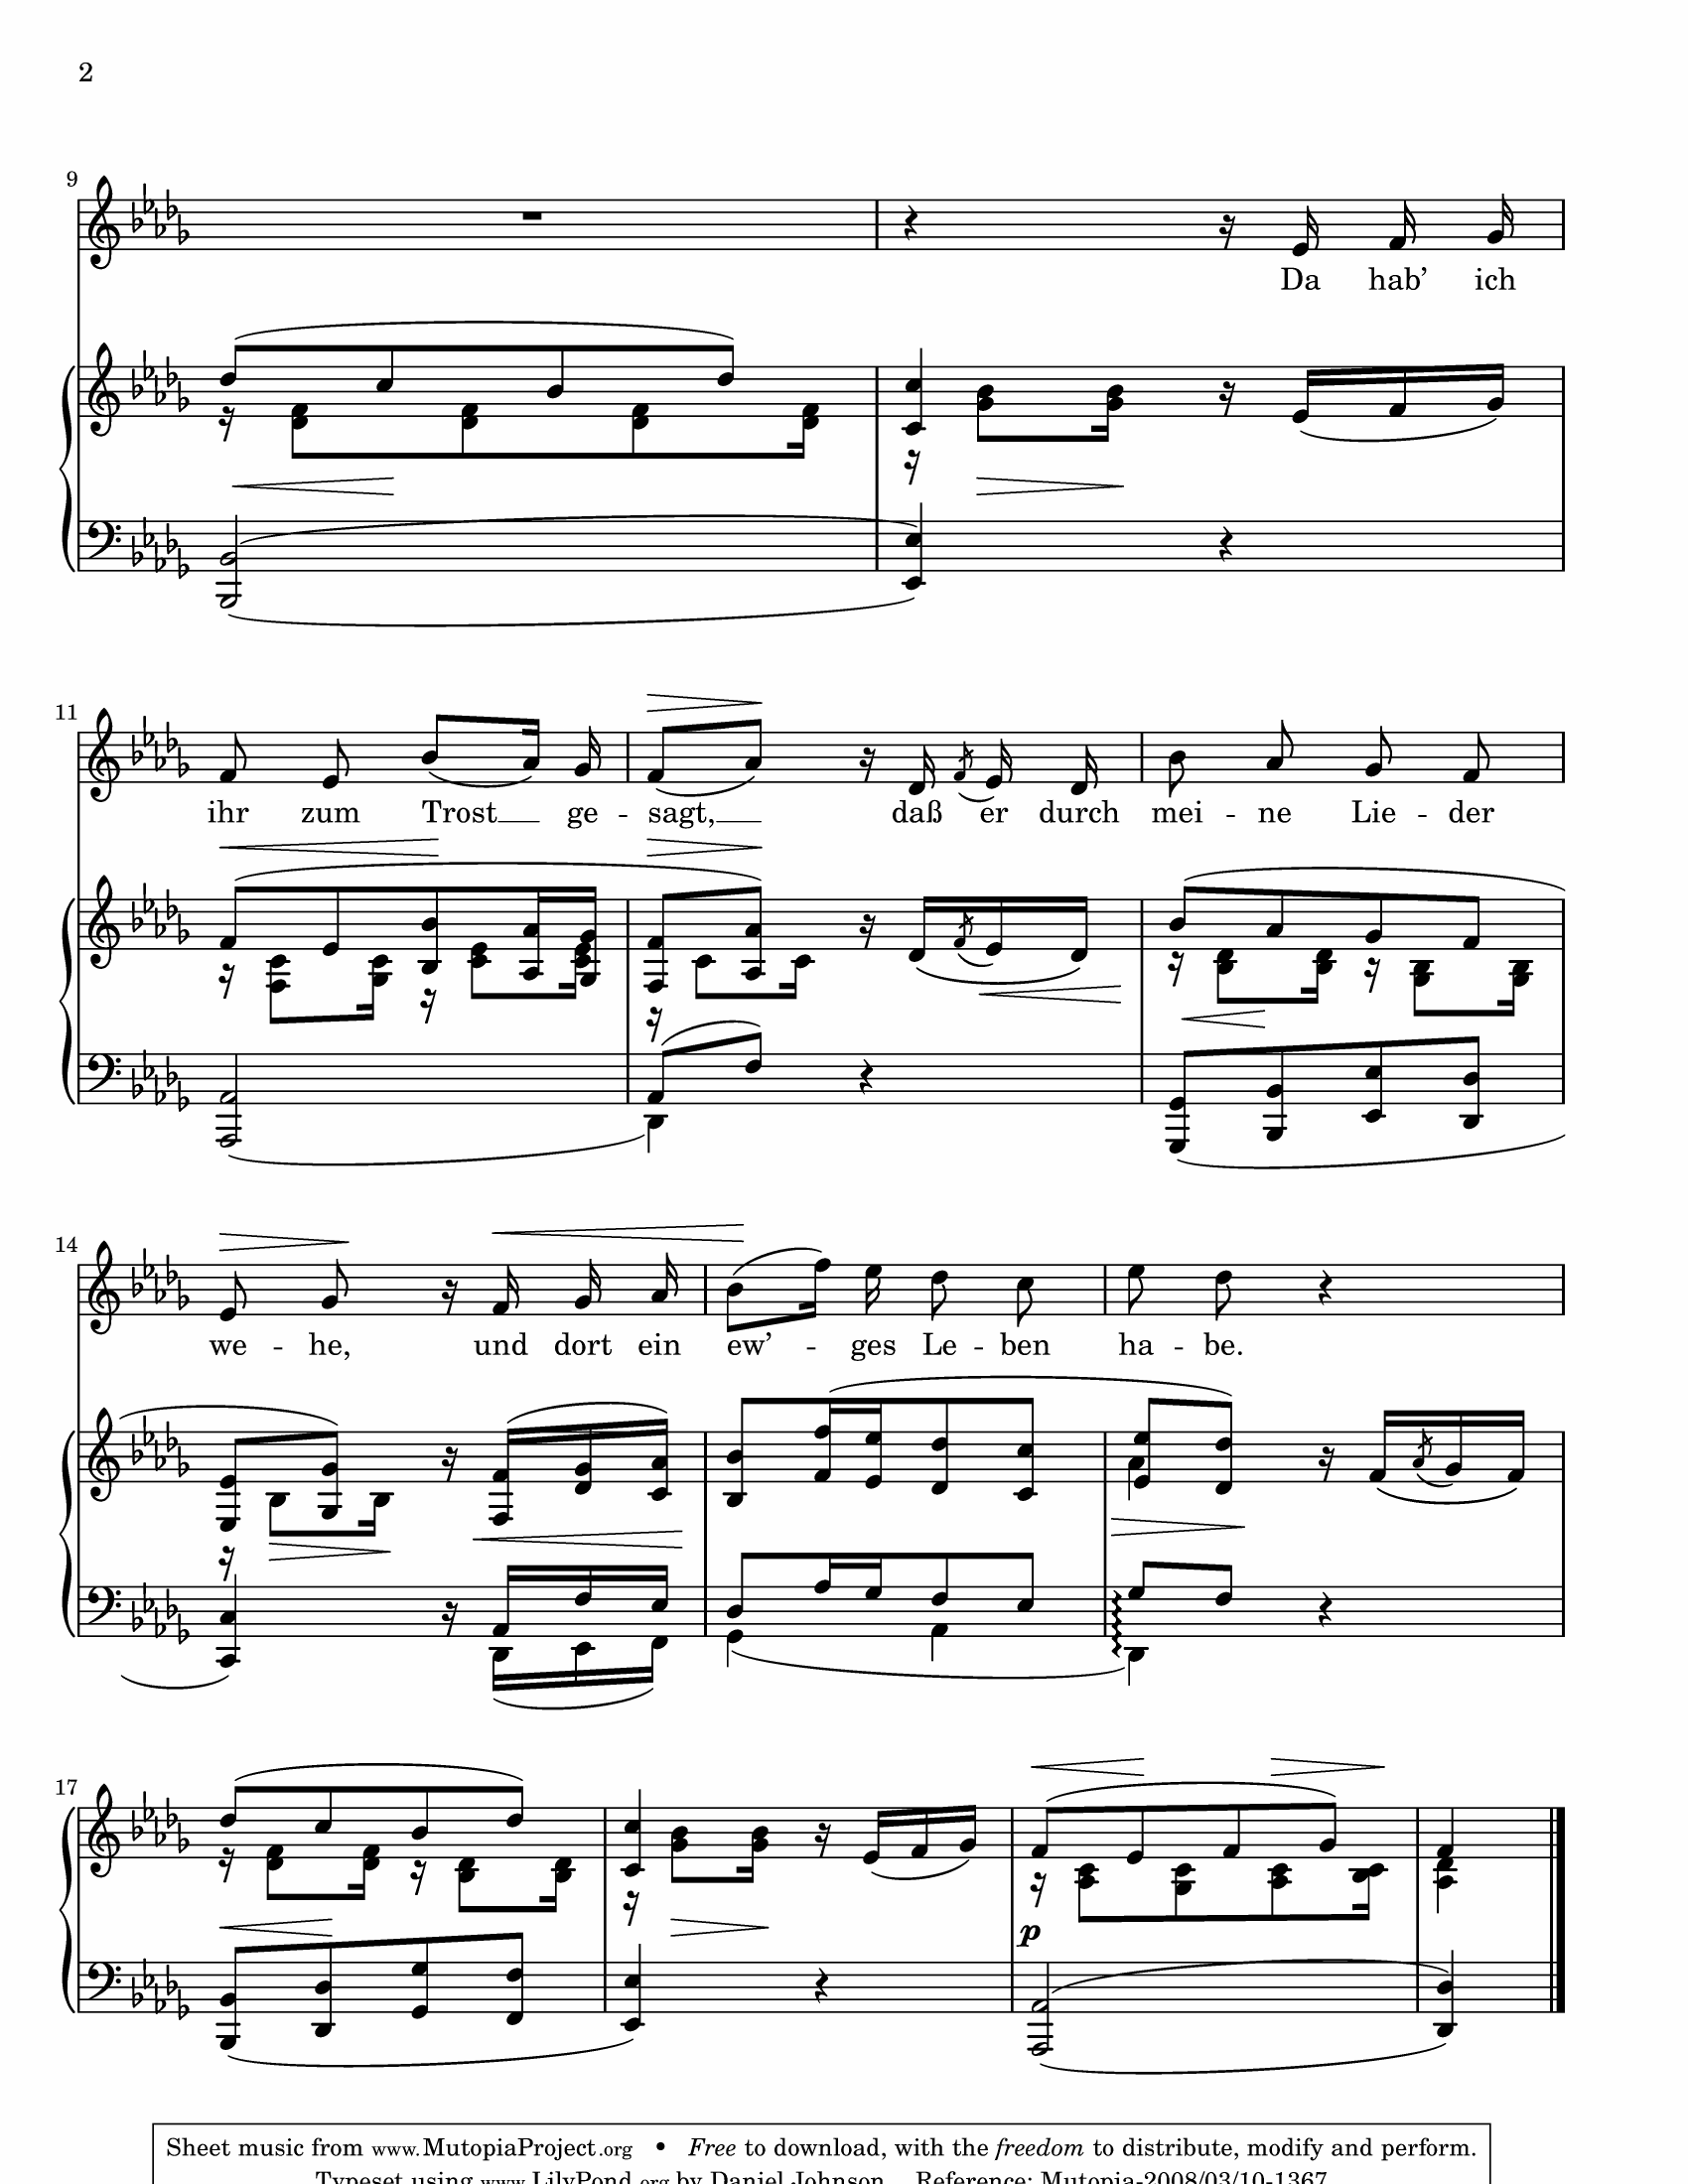 2
9
Da hab’ ich
11
ihr zum Trost __ ge -- sagt, __ daß er durch mei -- ne Lie -- der
14
we -- he, und dort ein ew’ -- ges Le -- ben ha -- be.
17
p
Sheet music from www.MutopiaProject.org • Free to download, with the freedom to distribute, modify and perform.
Typeset using www.LilyPond.org by Daniel Johnson. Reference: Mutopia-2008/03/10-1367